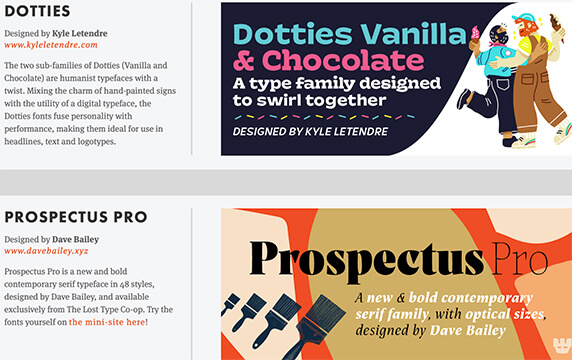 DOTTIES
Designed by Kyle Letendre
www.kyleletendre.com
The two sub-families of Dotties (Vanilla and
Chocolate) are humanist typefaces with a
twist. Mixing the charm of hand-painted signs
with the utility of a digital typeface, the
Dotties fonts fuse personality with
performance, making them ideal for use in
headlines, text and logotypes.
Dotties Vanilla
& Chocolate
A type family designed
to swirl together
DESIGNED BY KYLE LETENDRE
PROSPECTUS PRO
Designed by Dave Bailey
www.davebailey.xyz
Prospectus Pro is a new and bold
contemporary serif typeface in 48 styles,
designed by Dave Bailey, and available
exclusively from The Lost Type Co-op. Try the
fonts yourself on the mini-site here!
Prospectus Pro
A new & bold contemporary
serif family, with optical sizes,
designed by Dave Bailey